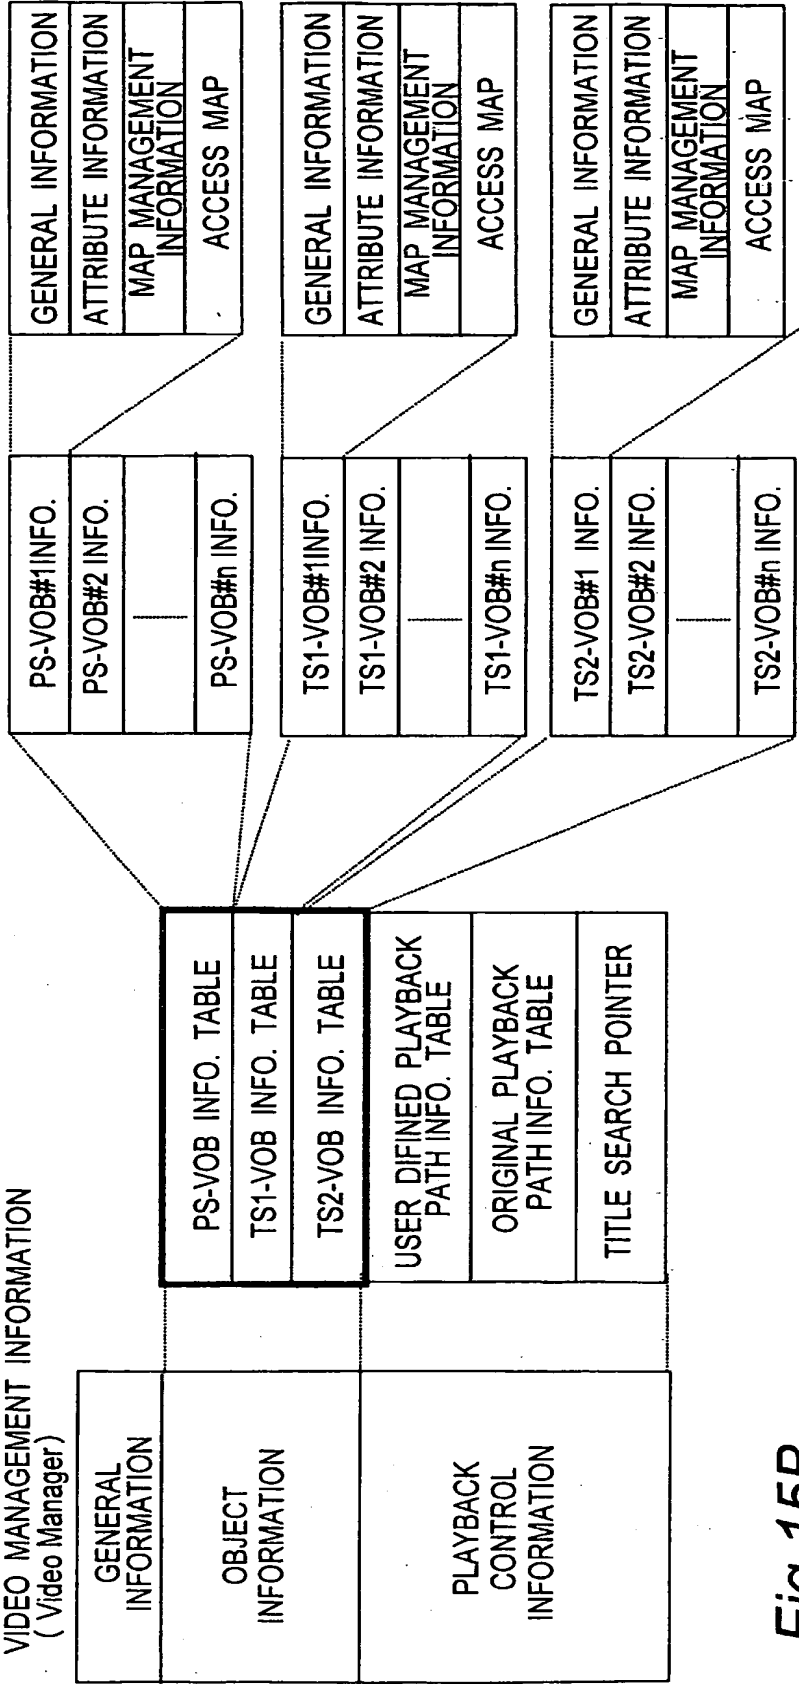 VIDEO MANAGEMENT INFORMATION
( Video Manager )
GENERAL
INFORMATION
OBJECT
INFORMATION
PLAYBACK
CONTROL
INFORMATION
PS-VOB INFO. TABLE
TS1-VOB INFO. TABLE
TS2-VOB INFO. TABLE
USER DIFINED PLAYBACK
PATH INFO. TABLE
ORIGINAL PLAYBACK
PATH INFO. TABLE
TITLE SEARCH POINTER
PS-VOB#1INFO.
PS-VOB#2 INFO.
PS-VOB#n INFO.
TS1-VOB#1INFO.
TS1-VOB#2 INFO.
TS1-VOB#n INFO.
TS2-VOB#1 INFO.
TS2-VOB#2 INFO.
TS2-VOB#n INFO.
GENERAL INFORMATION
ATTRIBUTE INFORMATION
MAP MANAGEMENT
INFORMATION
ACCESS MAP
GENERAL INFORMATION
ATTRIBUTE INFORMATION
MAP MANAGEMENT
INFORMATION
ACCESS MAP
GENERAL INFORMATION
ATTRIBUTE INFORMATION
MAP MANAGEMENT
INFORMATION
ACCESS MAP
Fig.15B